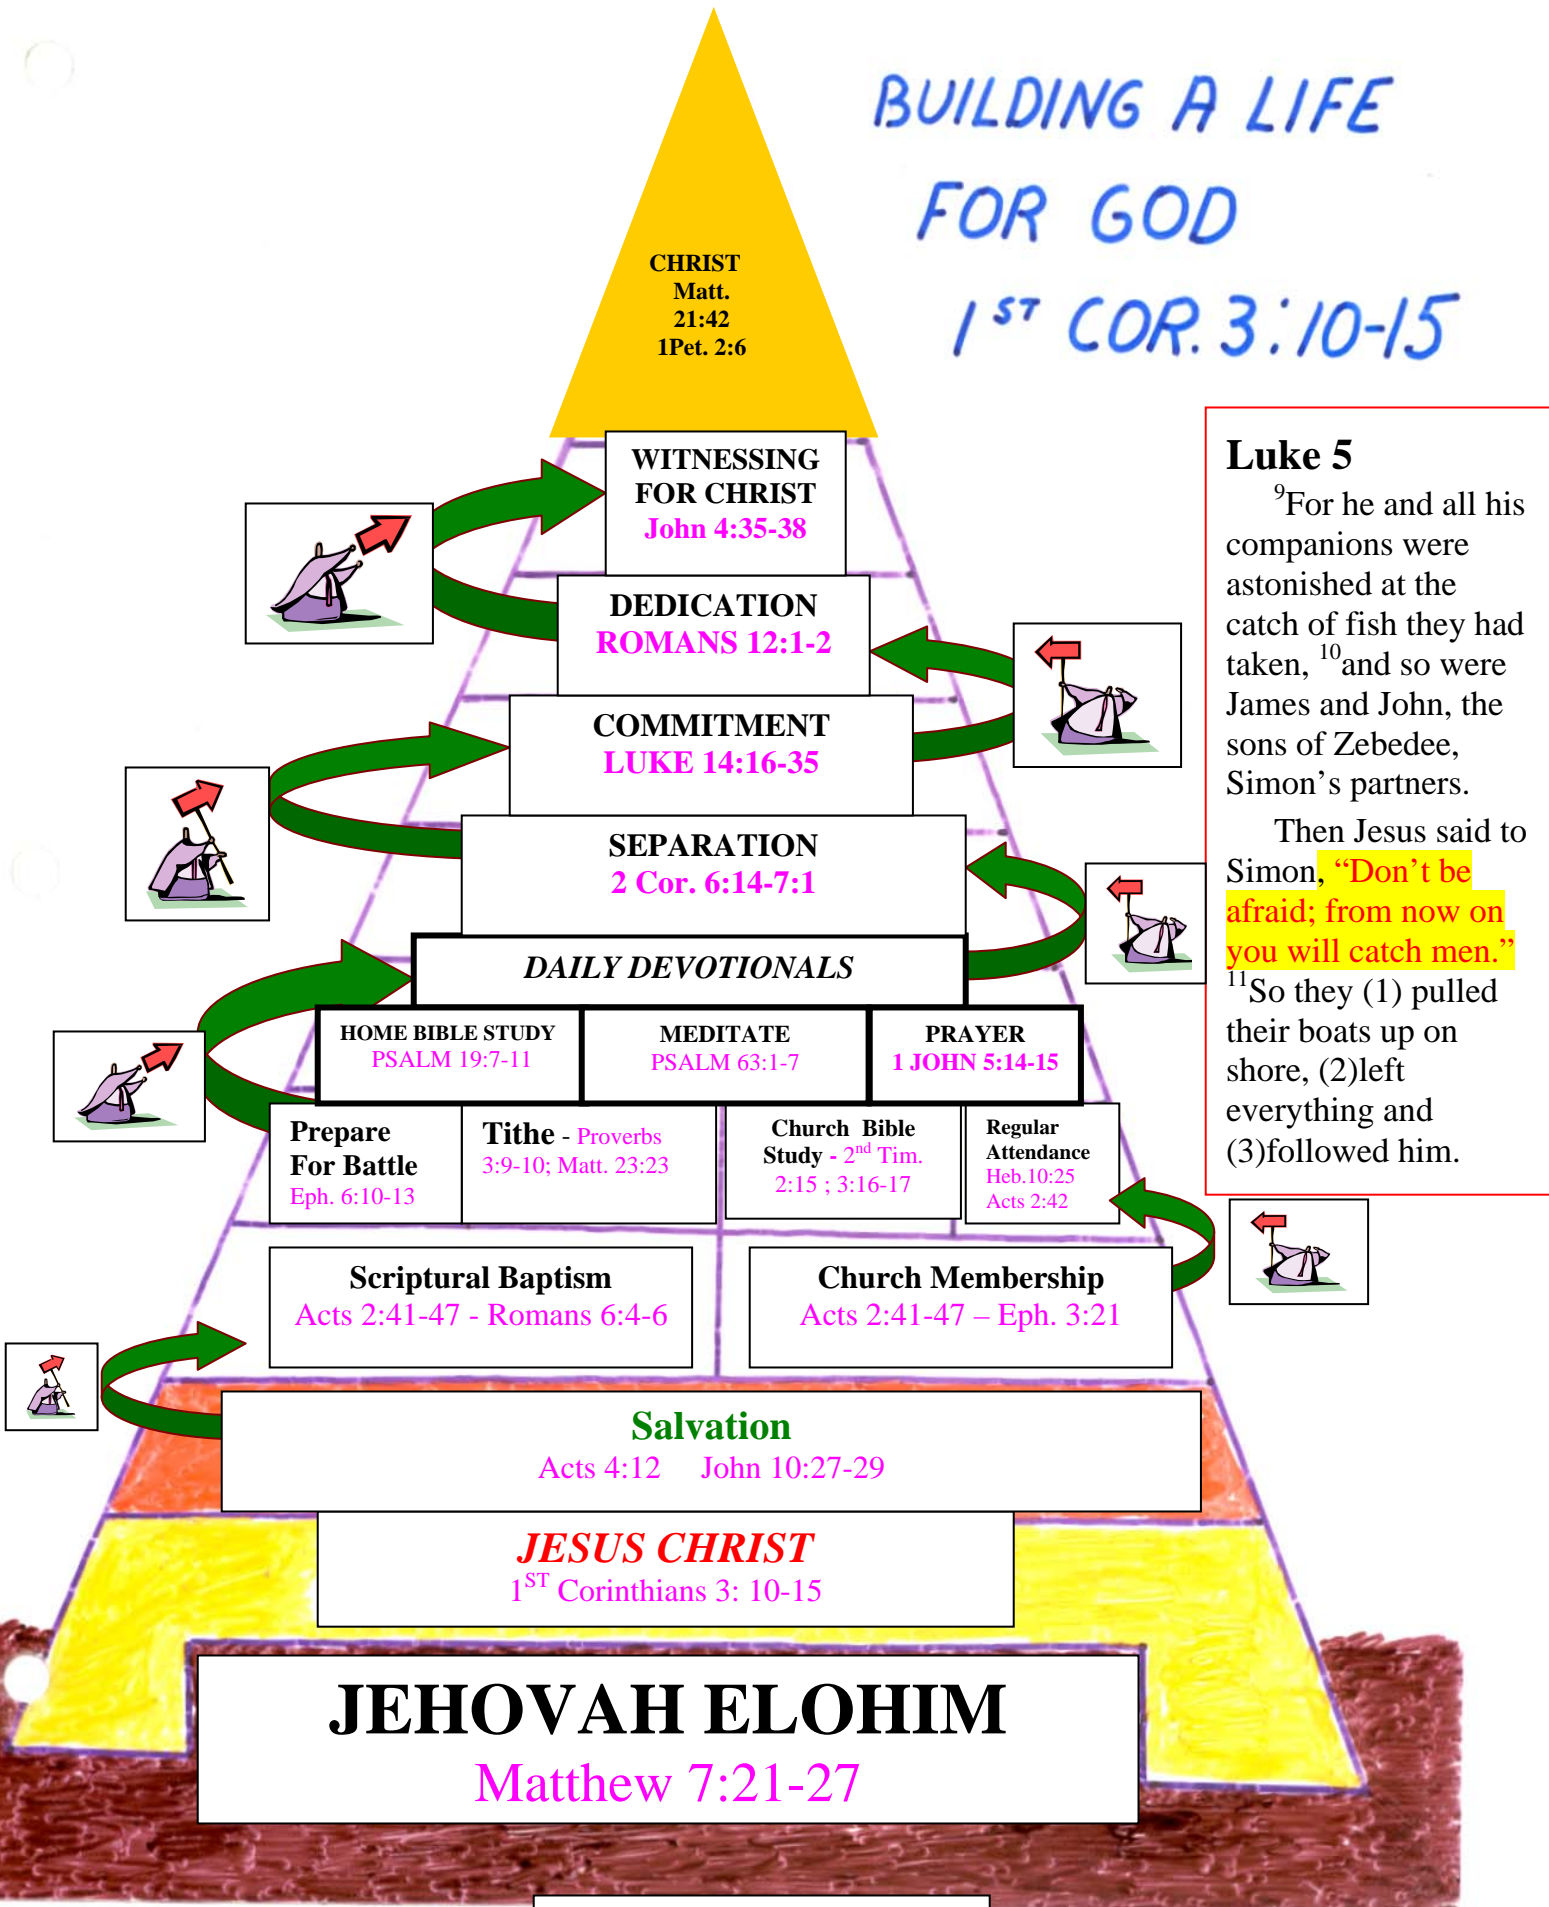 BUILDING A LIFE
FOR GOD
1ST COR. 3:10-15
CHRIST
Matt.
21:42
1Pet. 2:6
WITNESSING
FOR CHRIST
John 4:35-38
DEDICATION
ROMANS 12:1-2
COMMITMENT
LUKE 14:16-35
SEPARATION
2 Cor. 6:14-7:1
DAILY DEVOTIONALS
HOME BIBLE STUDY
PSALM 19:7-11
MEDITATE
PSALM 63:1-7
PRAYER
1 JOHN 5:14-15
Prepare
For Battle
Eph. 6:10-13
Tithe - Proverbs
3:9-10; Matt. 23:23
Church Bible
Study - 2nd Tim.
2:15 ; 3:16-17
Regular
Attendance
Heb.10:25
Acts 2:42
Scriptural Baptism
Acts 2:41-47 - Romans 6:4-6
Church Membership
Acts 2:41-47 – Eph. 3:21
Salvation
Acts 4:12 John 10:27-29
JESUS CHRIST
1ST Corinthians 3: 10-15
JEHOVAH ELOHIM
Matthew 7:21-27
Luke 5
9For he and all his
companions were
astonished at the
catch of fish they had
taken, 10and so were
James and John, the
sons of Zebedee,
Simon’s partners.
Then Jesus said to
Simon, “Don’t be
afraid; from now on
you will catch men.”
11So they (1) pulled
their boats up on
shore, (2)left
everything and
(3)followed him.